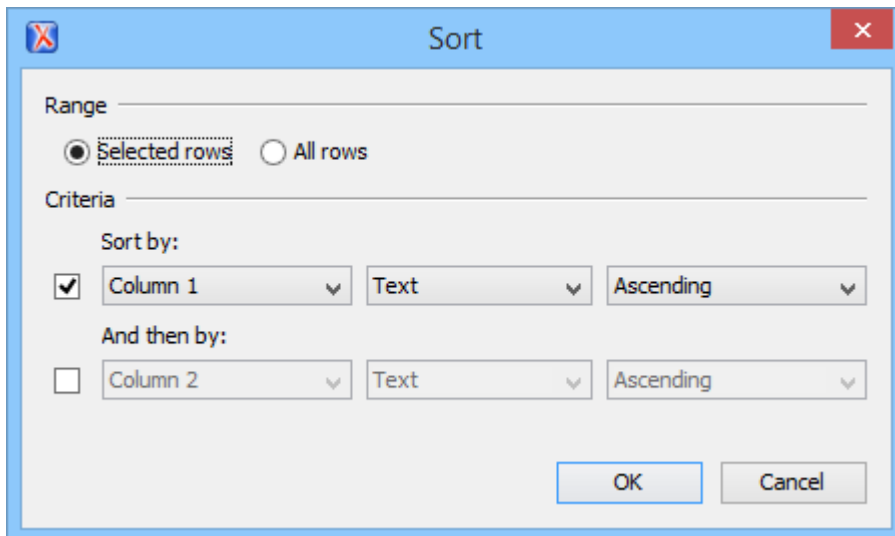 Sort
Range
Selected rows All rows
Criteria
Sort by:
Column 1 Text Ascending
And then by:
Column 2 Text Ascending
OK Cancel